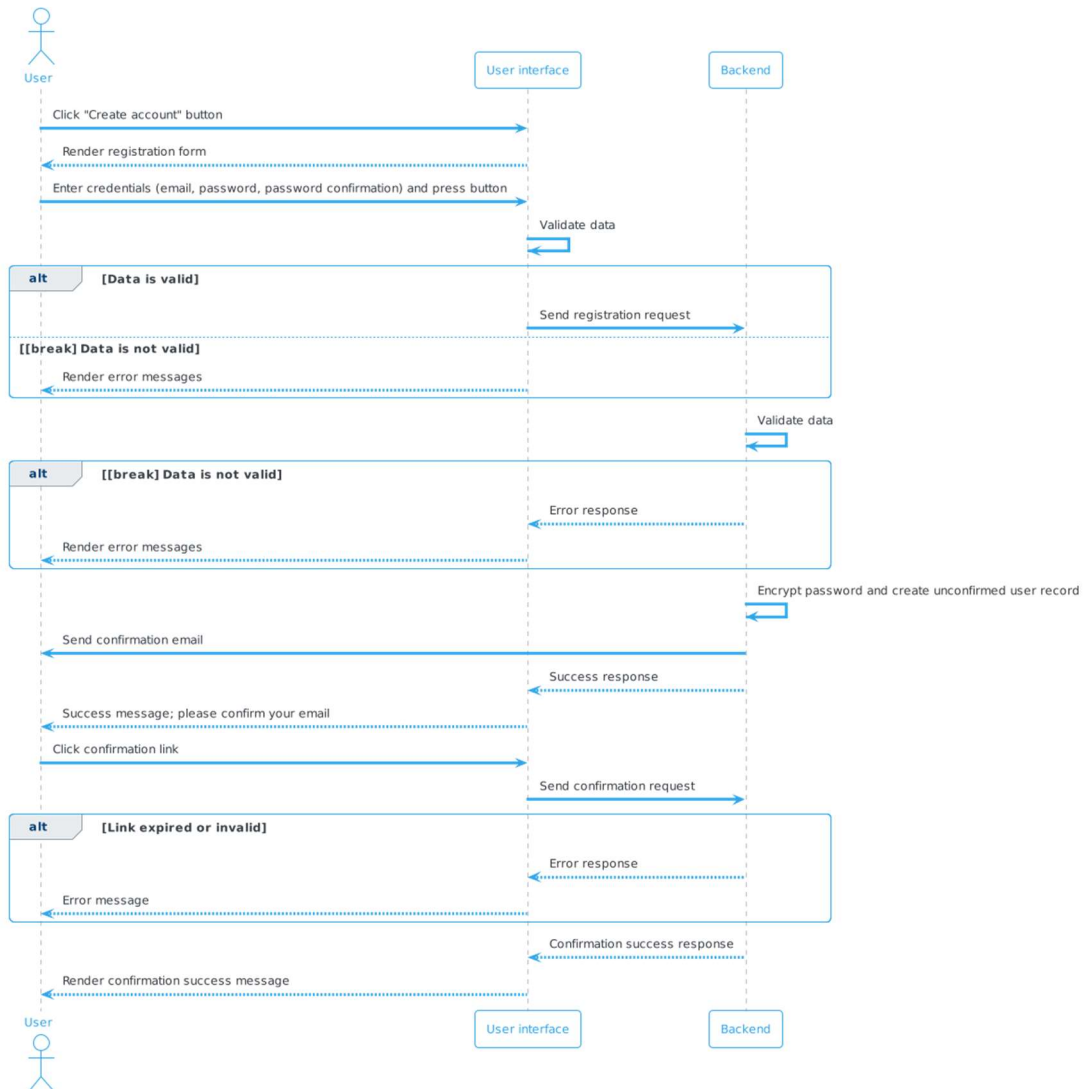 User
User interface
Backend
Click "Create account" button
Render registration form
Enter credentials (email, password, password confirmation) and press button
Validate data
alt
[Data is valid]
Send registration request
[[break] Data is not valid]
Render error messages
Validate data
alt
[[break] Data is not valid]
Error response
Render error messages
Encrypt password and create unconfirmed user record
Send confirmation email
Success response
Success message; please confirm your email
Click confirmation link
Send confirmation request
alt
[Link expired or invalid]
Error response
Error message
Confirmation success response
Render confirmation success message
User
User interface
Backend